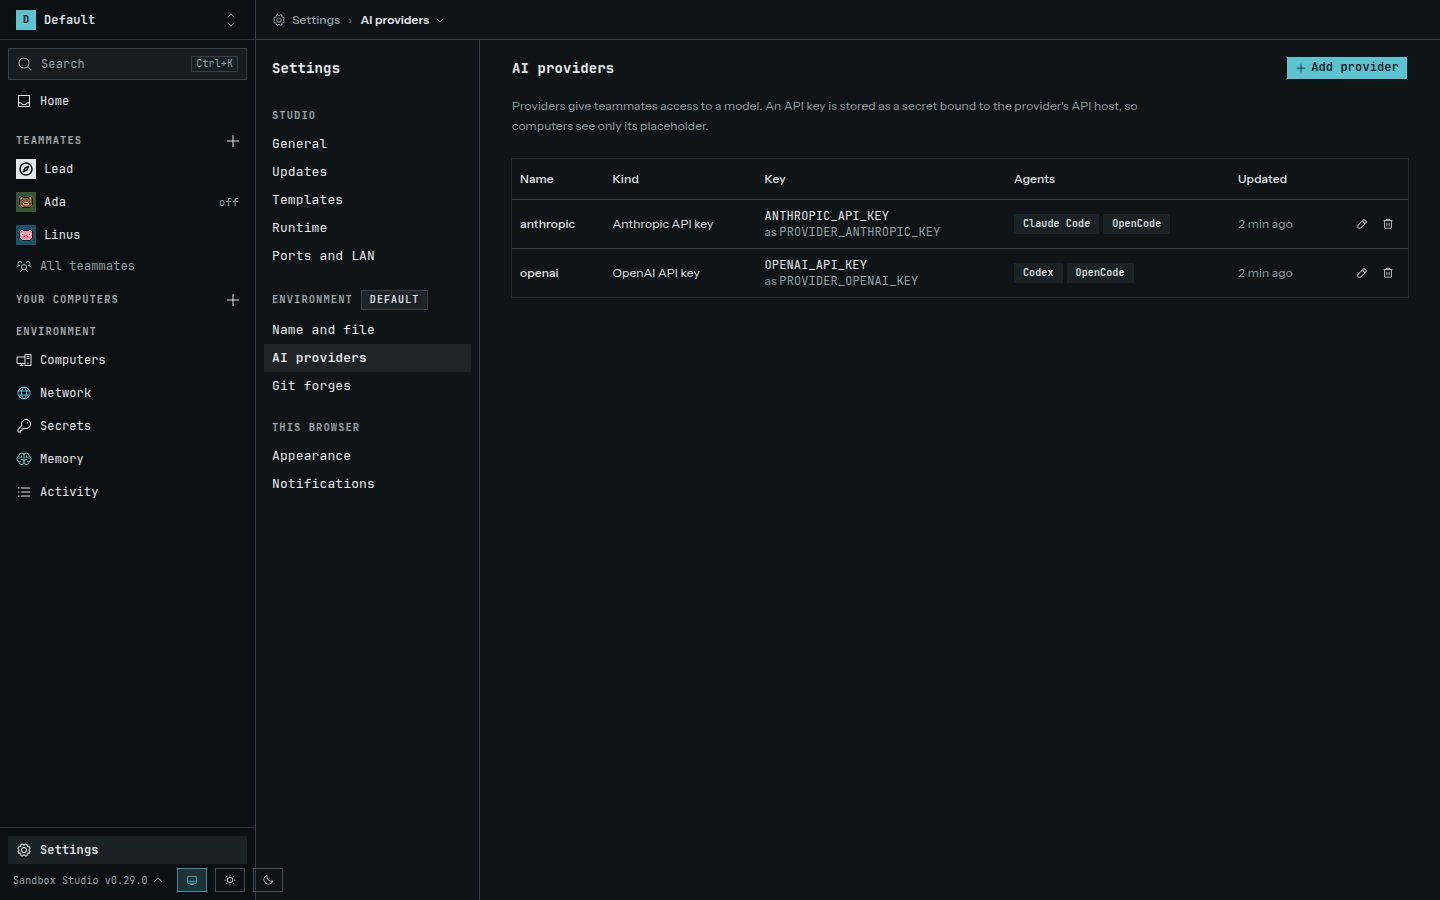 D Default
Search Ctrl+K
Home
TEAMMATES
Lead
Ada off
Linus
All teammates
YOUR COMPUTERS
ENVIRONMENT
Computers
Network
Secrets
Memory
Activity
Settings
Sandbox Studio v0.29.0
Settings › AI providers
Settings
STUDIO
General
Updates
Templates
Runtime
Ports and LAN
ENVIRONMENT DEFAULT
Name and file
AI providers
Git forges
THIS BROWSER
Appearance
Notifications
AI providers
+ Add provider
Providers give teammates access to a model. An API key is stored as a secret bound to the provider's API host, so
computers see only its placeholder.
Name Kind Key Agents Updated
anthropic Anthropic API key ANTHROPIC_API_KEY Claude Code OpenCode 2 min ago
as PROVIDER_ANTHROPIC_KEY
openai OpenAI API key OPENAI_API_KEY Codex OpenCode 2 min ago
as PROVIDER_OPENAI_KEY